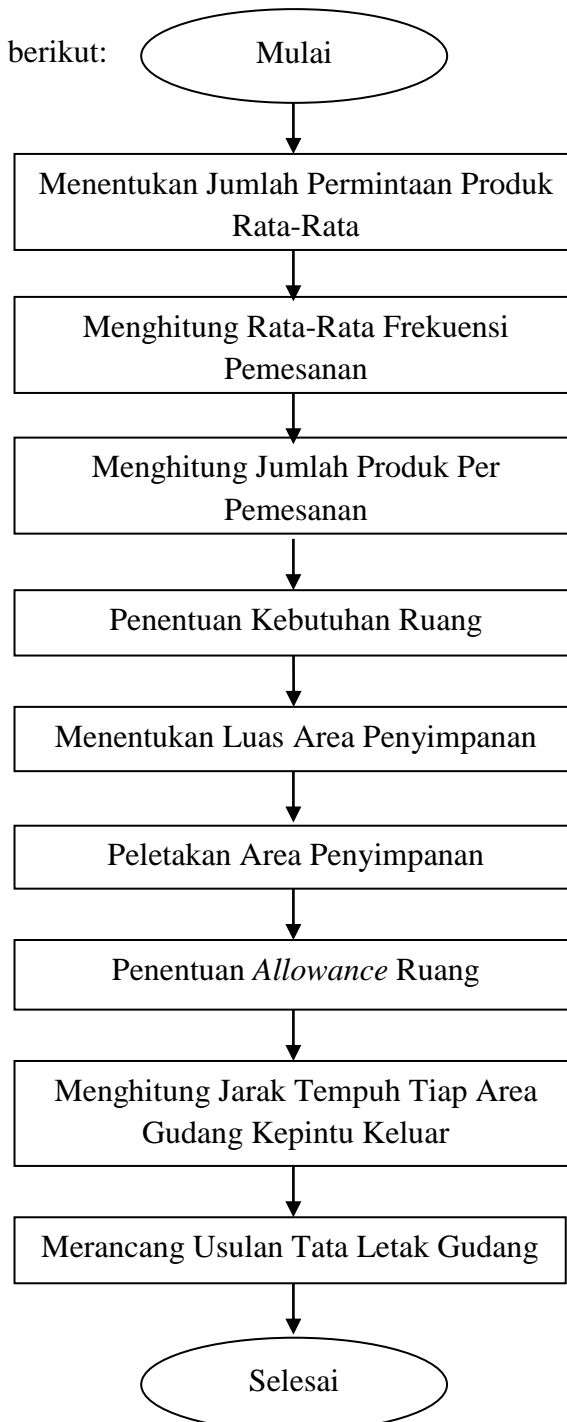 berikut:
Mulai
Menentukan Jumlah Permintaan Produk
Rata-Rata
Menghitung Rata-Rata Frekuensi
Pemesanan
Menghitung Jumlah Produk Per
Pemesanan
Penentuan Kebutuhan Ruang
Menentukan Luas Area Penyimpanan
Peletakan Area Penyimpanan
Penentuan Allowance Ruang
Menghitung Jarak Tempuh Tiap Area
Gudang Kepintu Keluar
Merancang Usulan Tata Letak Gudang
Selesai